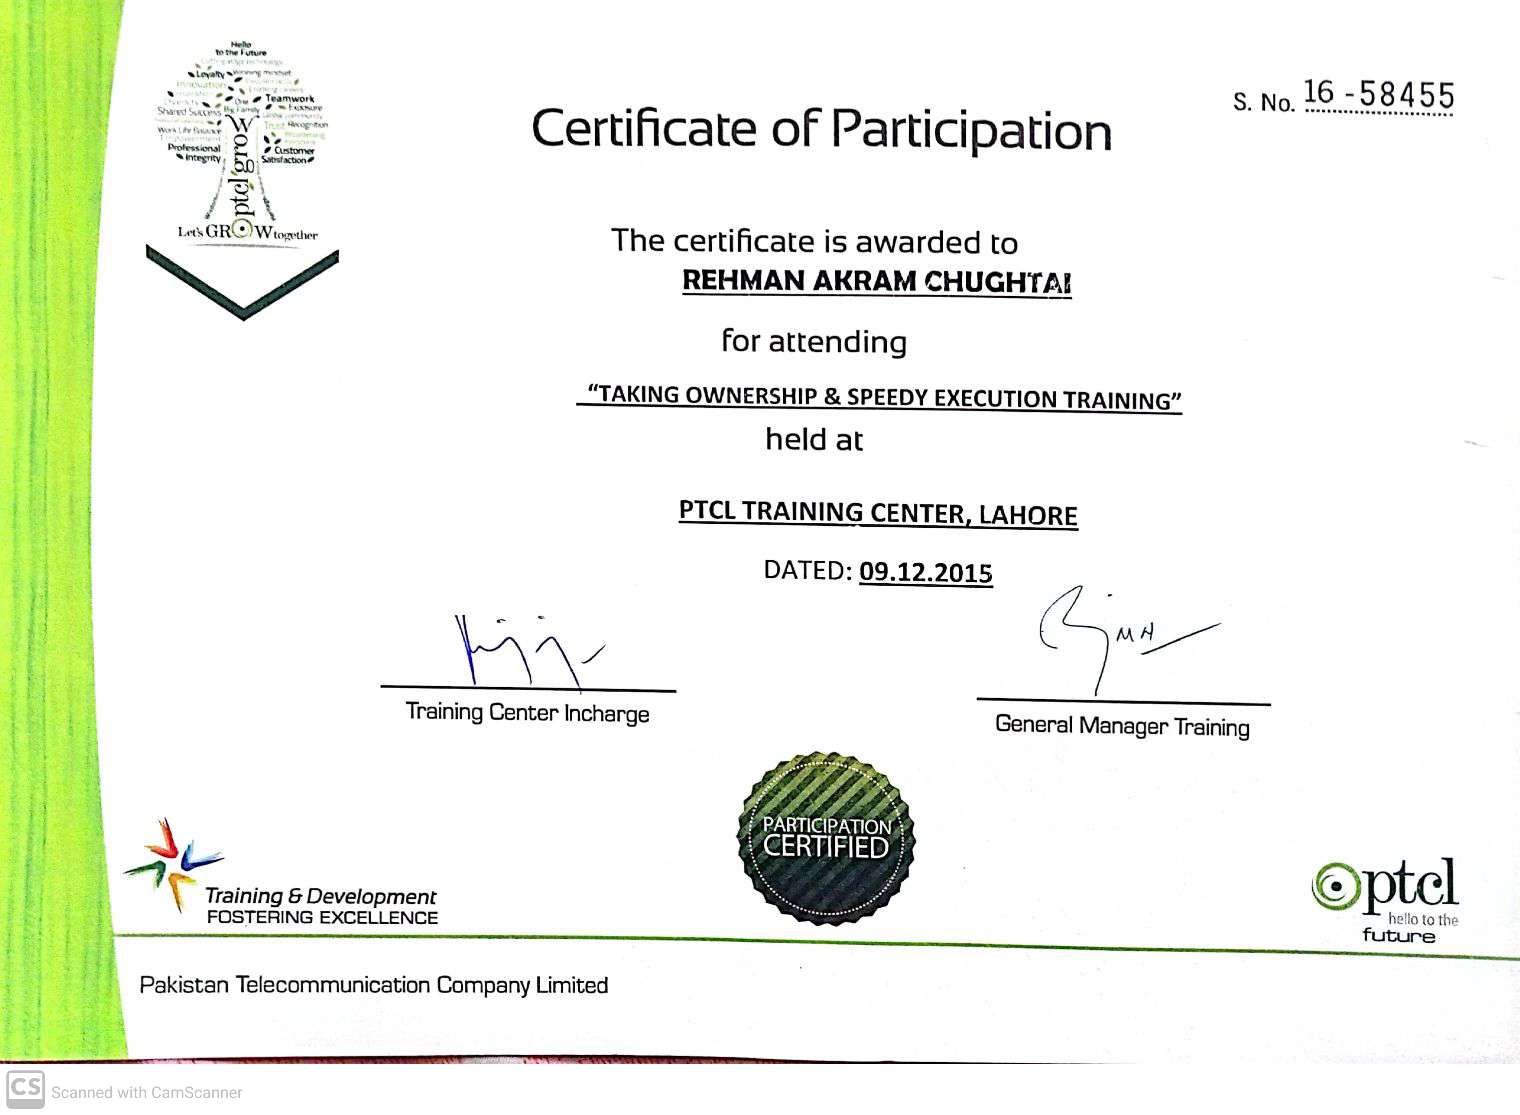 Hello
to the Future
Loyalty Winning mindset
Innovation
One Teamwork
Diversity Exposure
Shared Success Big Family
Trust Recognition
Work Life Balance
Professional Customer
Integrity Satisfaction
ptcl grow
Let's GROW together
S. No. 16 -58455
Certificate of Participation
The certificate is awarded to
REHMAN AKRAM CHUGHTAI
for attending
“TAKING OWNERSHIP & SPEEDY EXECUTION TRAINING”
held at
PTCL TRAINING CENTER, LAHORE
DATED: 09.12.2015
Training Center Incharge
General Manager Training
PARTICIPATION
CERTIFIED
Training & Development
FOSTERING EXCELLENCE
ptcl
hello to the
future
Pakistan Telecommunication Company Limited
CS Scanned with CamScanner